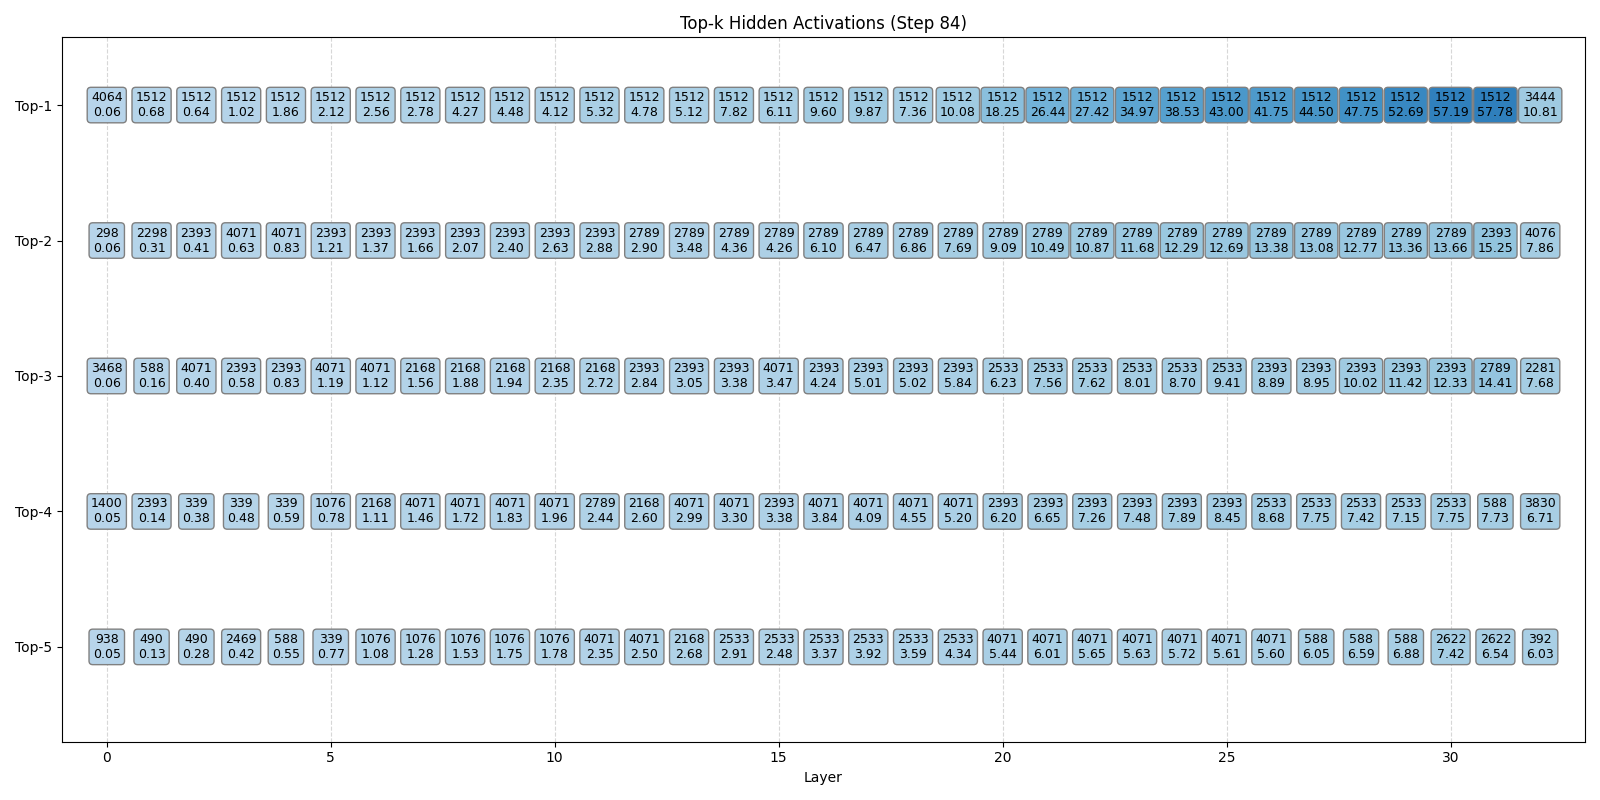 Top-k Hidden Activations (Step 84)
Top-1
4064 1512 1512 1512 1512 1512 1512 1512 1512 1512 1512 1512 1512 1512 1512 1512 1512 1512 1512 1512 1512 1512 1512 1512 1512 1512 1512 1512 1512 1512 1512 1512 3444
0.06 0.68 0.64 1.02 1.86 2.12 2.56 2.78 4.27 4.48 4.12 5.32 4.78 5.12 7.82 6.11 9.60 9.87 7.36 10.08 18.25 26.44 27.42 34.97 38.53 43.00 41.75 44.50 47.75 52.69 57.19 57.78 10.81
Top-2
298 2298 2393 4071 4071 2393 2393 2393 2393 2393 2393 2393 2789 2789 2789 2789 2789 2789 2789 2789 2789 2789 2789 2789 2789 2789 2789 2789 2789 2789 2789 2393 4076
0.06 0.31 0.41 0.63 0.83 1.21 1.37 1.66 2.07 2.40 2.63 2.88 2.90 3.48 4.36 4.26 6.10 6.47 6.86 7.69 9.09 10.49 10.87 11.68 12.29 12.69 13.38 13.08 12.77 13.36 13.66 15.25 7.86
Top-3
3468 588 4071 2393 2393 4071 4071 2168 2168 2168 2168 2168 2393 2393 2393 4071 2393 2393 2393 2393 2533 2533 2533 2533 2533 2533 2393 2393 2393 2393 2393 2789 2281
0.06 0.16 0.40 0.58 0.83 1.19 1.12 1.56 1.88 1.94 2.35 2.72 2.84 3.05 3.38 3.47 4.24 5.01 5.02 5.84 6.23 7.56 7.62 8.01 8.70 9.41 8.89 8.95 10.02 11.42 12.33 14.41 7.68
Top-4
1400 2393 339 339 339 1076 2168 4071 4071 4071 4071 2789 2168 4071 4071 2393 4071 4071 4071 4071 2393 2393 2393 2393 2393 2393 2533 2533 2533 2533 2533 588 3830
0.05 0.14 0.38 0.48 0.59 0.78 1.11 1.46 1.72 1.83 1.96 2.44 2.60 2.99 3.30 3.38 3.84 4.09 4.55 5.20 6.20 6.65 7.26 7.48 7.89 8.45 8.68 7.75 7.42 7.15 7.75 7.73 6.71
Top-5
938 490 490 2469 588 339 1076 1076 1076 1076 1076 4071 4071 2168 2533 2533 2533 2533 2533 2533 4071 4071 4071 4071 4071 4071 4071 588 588 588 2622 2622 392
0.05 0.13 0.28 0.42 0.55 0.77 1.08 1.28 1.53 1.75 1.78 2.35 2.50 2.68 2.91 2.48 3.37 3.92 3.59 4.34 5.44 6.01 5.65 5.63 5.72 5.61 5.60 6.05 6.59 6.88 7.42 6.54 6.03
0 5 10 15 20 25 30
Layer